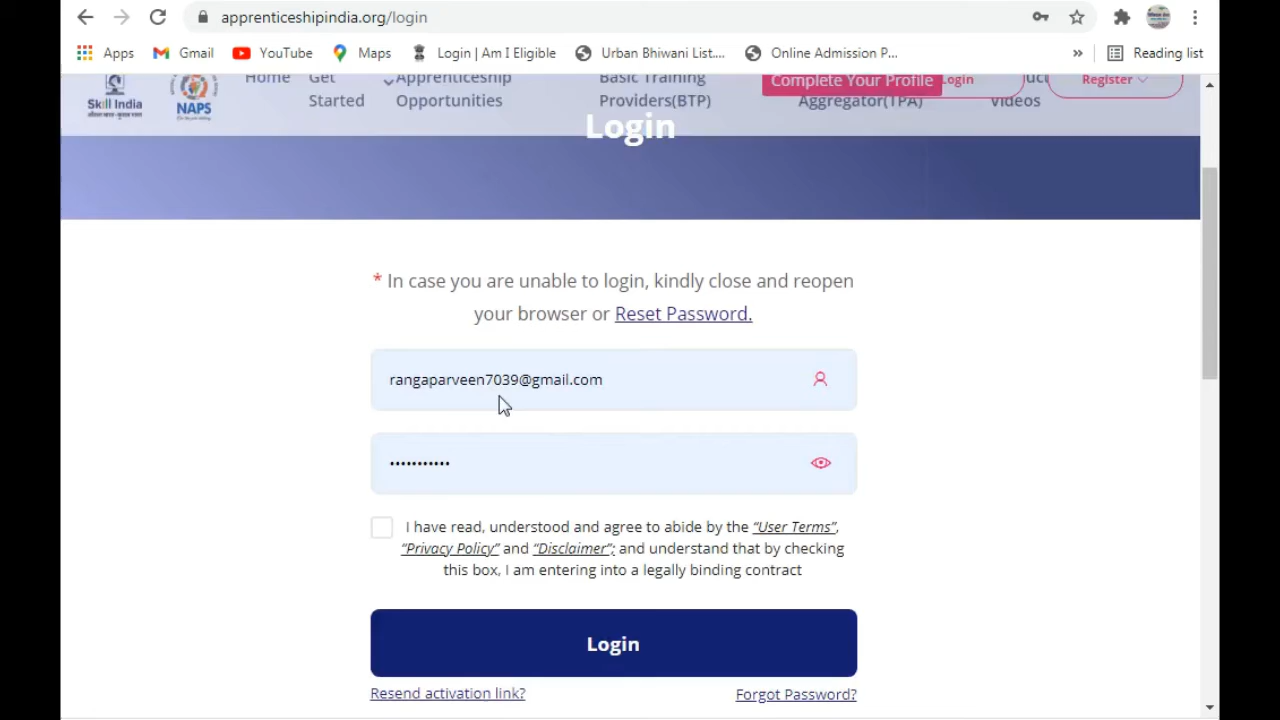 apprenticeshipindia.org/login
Apps Gmail YouTube Maps Login | Am I Eligible Urban Bhiwani List.... Online Admission P... » Reading list
Home Get Started Apprenticeship Opportunities Basic Training Providers(BTP) Complete Your Profile Aggregator(TPA) Login Videos Register
Skill India
NAPS
Login
* In case you are unable to login, kindly close and reopen
your browser or Reset Password.
rangaparveen7039@gmail.com
•••••••••••
I have read, understood and agree to abide by the “User Terms”,
“Privacy Policy” and “Disclaimer”; and understand that by checking
this box, I am entering into a legally binding contract
Login
Resend activation link? Forgot Password?